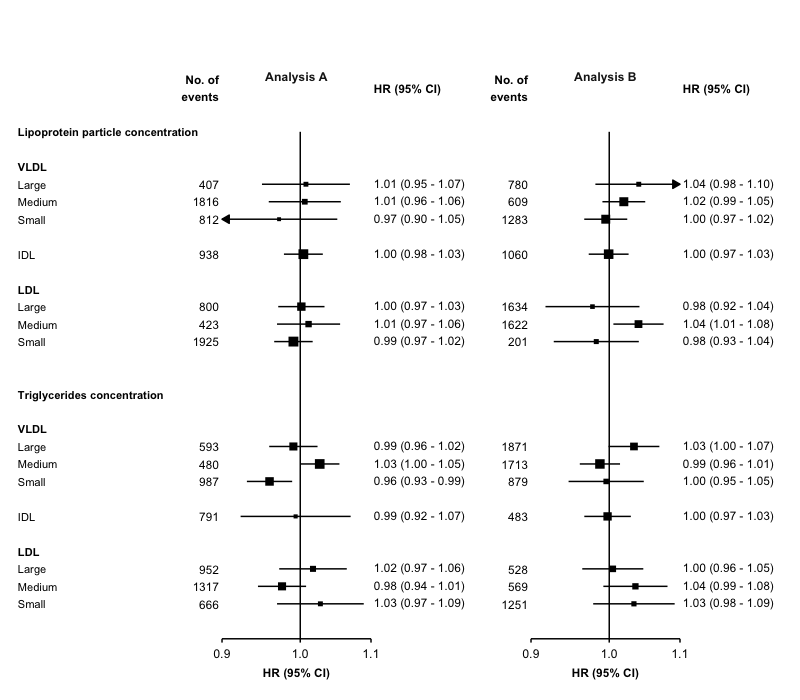 No. of events Analysis A HR (95% CI) No. of events Analysis B HR (95% CI)
Lipoprotein particle concentration
VLDL
Large 407 1.01 (0.95 - 1.07) 780 1.04 (0.98 - 1.10)
Medium 1816 1.01 (0.96 - 1.06) 609 1.02 (0.99 - 1.05)
Small 812 0.97 (0.90 - 1.05) 1283 1.00 (0.97 - 1.02)
IDL 938 1.00 (0.98 - 1.03) 1060 1.00 (0.97 - 1.03)
LDL
Large 800 1.00 (0.97 - 1.03) 1634 0.98 (0.92 - 1.04)
Medium 423 1.01 (0.97 - 1.06) 1622 1.04 (1.01 - 1.08)
Small 1925 0.99 (0.97 - 1.02) 201 0.98 (0.93 - 1.04)
Triglycerides concentration
VLDL
Large 593 0.99 (0.96 - 1.02) 1871 1.03 (1.00 - 1.07)
Medium 480 1.03 (1.00 - 1.05) 1713 0.99 (0.96 - 1.01)
Small 987 0.96 (0.93 - 0.99) 879 1.00 (0.95 - 1.05)
IDL 791 0.99 (0.92 - 1.07) 483 1.00 (0.97 - 1.03)
LDL
Large 952 1.02 (0.97 - 1.06) 528 1.00 (0.96 - 1.05)
Medium 1317 0.98 (0.94 - 1.01) 569 1.04 (0.99 - 1.08)
Small 666 1.03 (0.97 - 1.09) 1251 1.03 (0.98 - 1.09)
0.9 1.0 1.1 0.9 1.0 1.1
HR (95% CI) HR (95% CI)